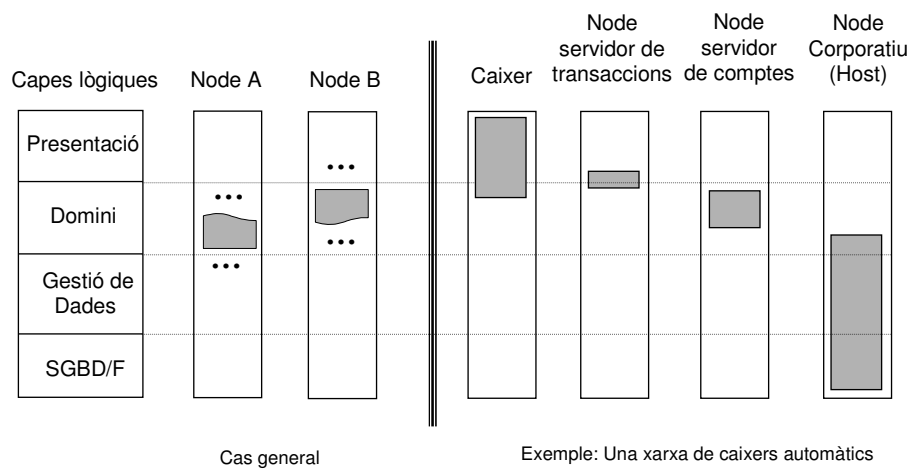 Capes lògiques
Node A
Node B
Caixer
Node
servidor de
transaccions
Node
servidor
de comptes
Node
Corporatiu
(Host)
Presentació
Domini
Gestió de
Dades
SGBD/F
Cas general
Exemple: Una xarxa de caixers automàtics